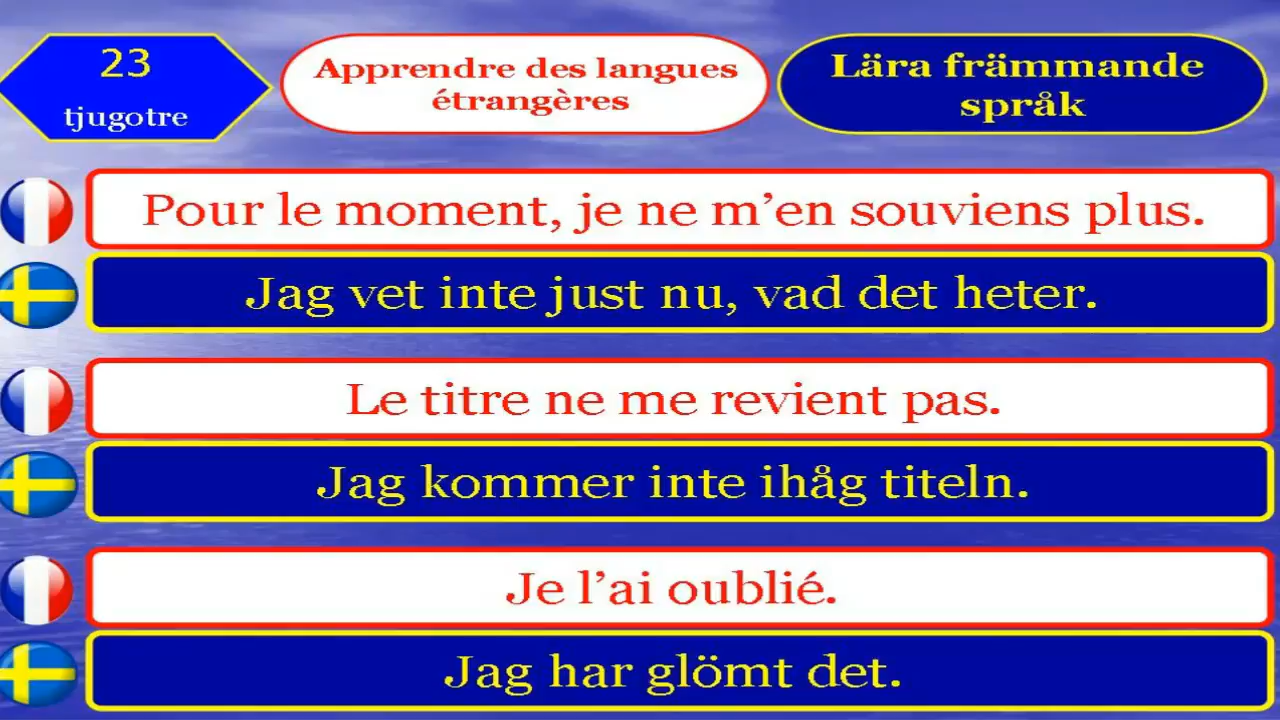 23
tjugotre
Apprendre des langues
étrangères
Lära främmande
språk
Pour le moment, je ne m’en souviens plus.
Jag vet inte just nu, vad det heter.
Le titre ne me revient pas.
Jag kommer inte ihåg titeln.
Je l’ai oublié.
Jag har glömt det.